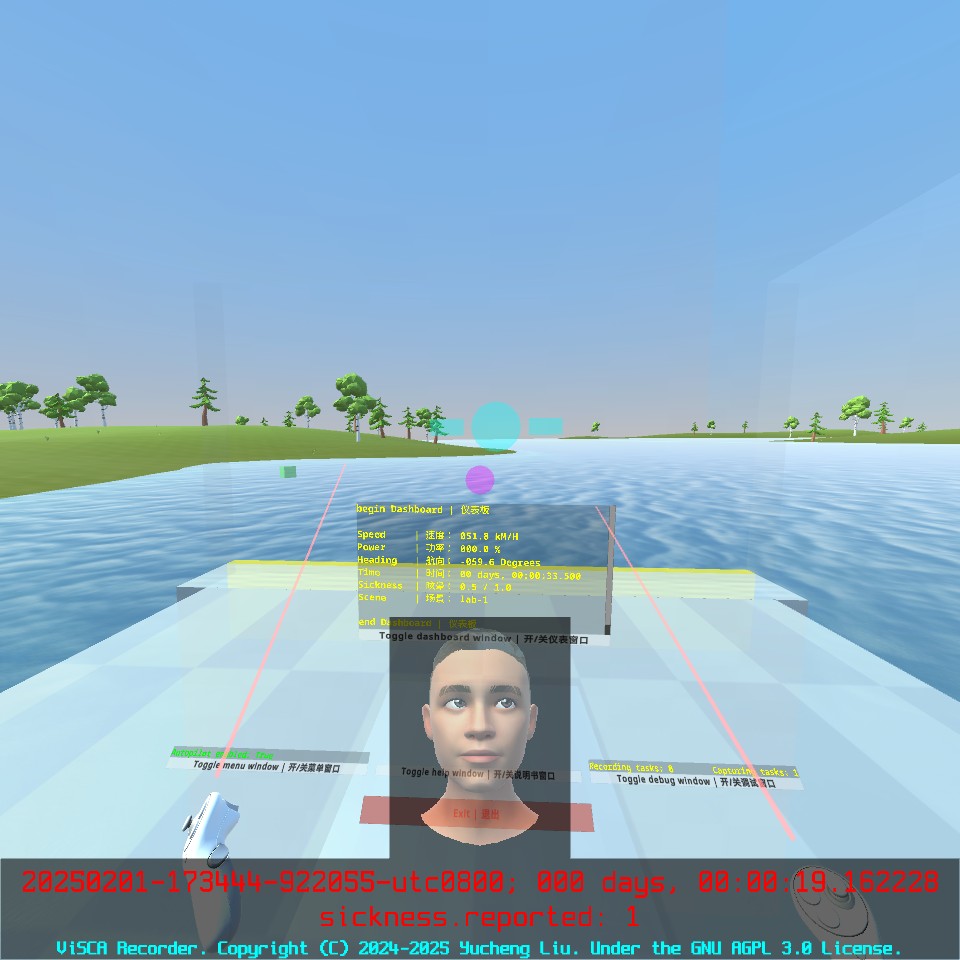 begin Dashboard | 仪表板
Speed | 速度: 051.8 kM/H
Power | 功率: 000.0 %
Heading | 航向: -059.6 Degrees
Time | 时间: 00 days, 00:00:33.500
Sickness | 眩晕: 0.5 / 1.0
Scene | 场景: lab-1
end Dashboard | 仪表板
Toggle dashboard window | 开/关仪表窗口
Autopilot enabled: True
Toggle menu window | 开/关菜单窗口
Toggle help window | 开/关说明书窗口
Recording tasks: 0 Capturing tasks: 1
Toggle debug window | 开/关调试窗口
Exit | 退出
20250201-173444-922055-utc0800; 000 days, 00:00:19.162228
sickness.reported: 1
ViSCA Recorder. Copyright (C) 2024-2025 Yucheng Liu. Under the GNU AGPL 3.0 License.